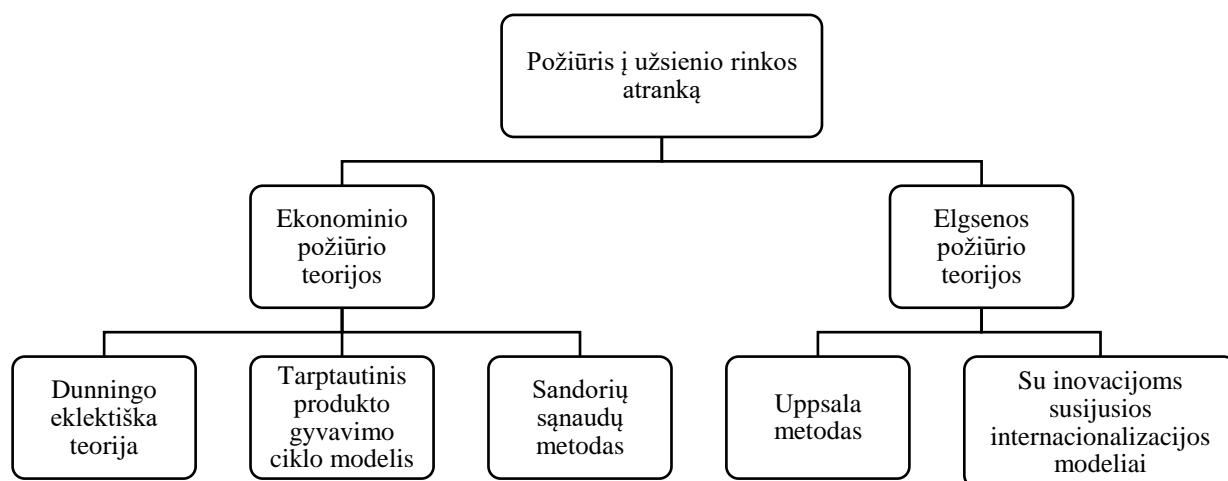 Požiūris į užsienio rinkos
atranką
Ekonominio
požiūrio
teorijos
Elgsenos
požiūrio
teorijos
Dunningo
eklektiška
teorija
Tarptautinis
produkto
gyvavimo
ciklo modelis
Sandorių
sąnaudų
metodas
Uppsala
metodas
Su inovacijoms
susijusios
internacionalizacijos
modeliai